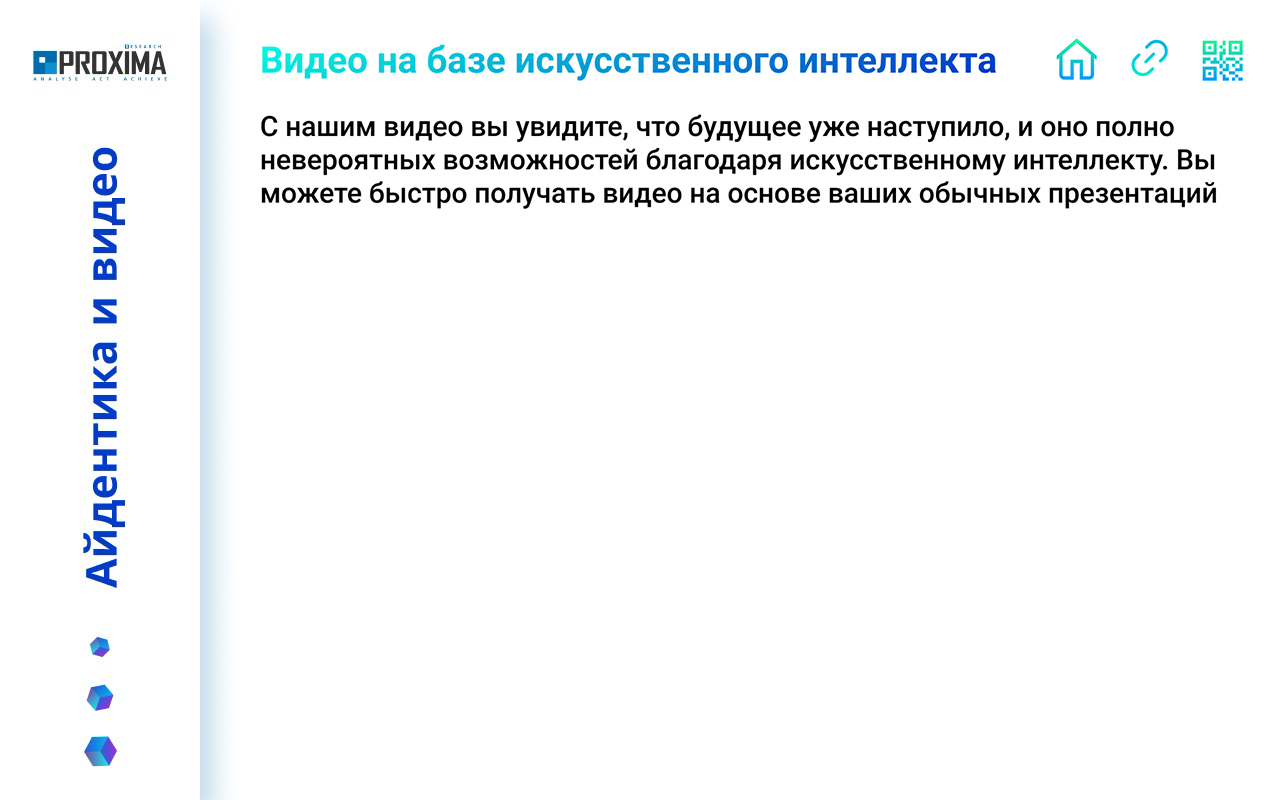 RESEARCH
PROXIMA
ANALYSE ACT ACHIEVE
Айдентика и видео
Видео на базе искусственного интеллекта
С нашим видео вы увидите, что будущее уже наступило, и оно полно
невероятных возможностей благодаря искусственному интеллекту. Вы
можете быстро получать видео на основе ваших обычных презентаций